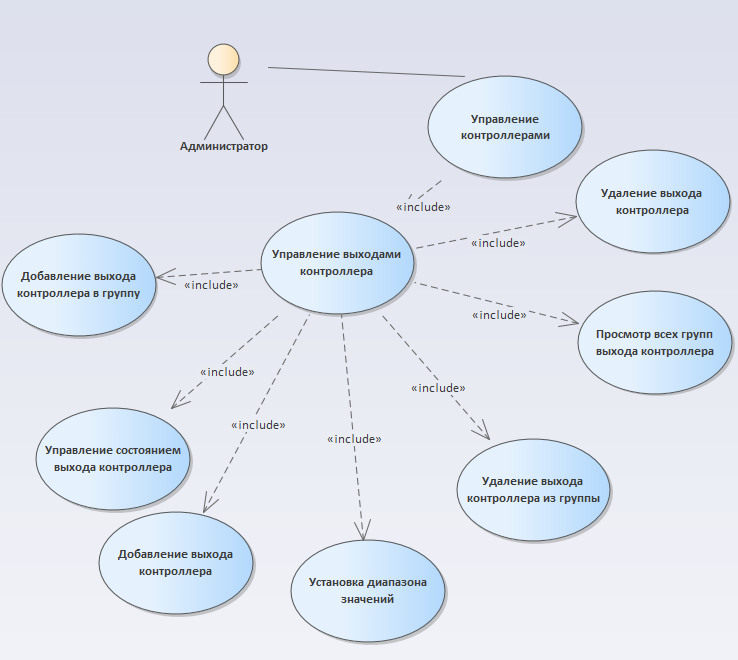 Администратор
Управление
контроллерами
«include»
Удаление выхода
контроллера
«include»
Управление выходами
контроллера
Добавление выхода
контроллера в группу
«include»
«include»
Просмотр всех групп
выхода контроллера
«include»
«include»
«include»
«include»
Управление состоянием
выхода контроллера
Удаление выхода
контроллера из группы
Добавление выхода
контроллера
Установка диапазона
значений